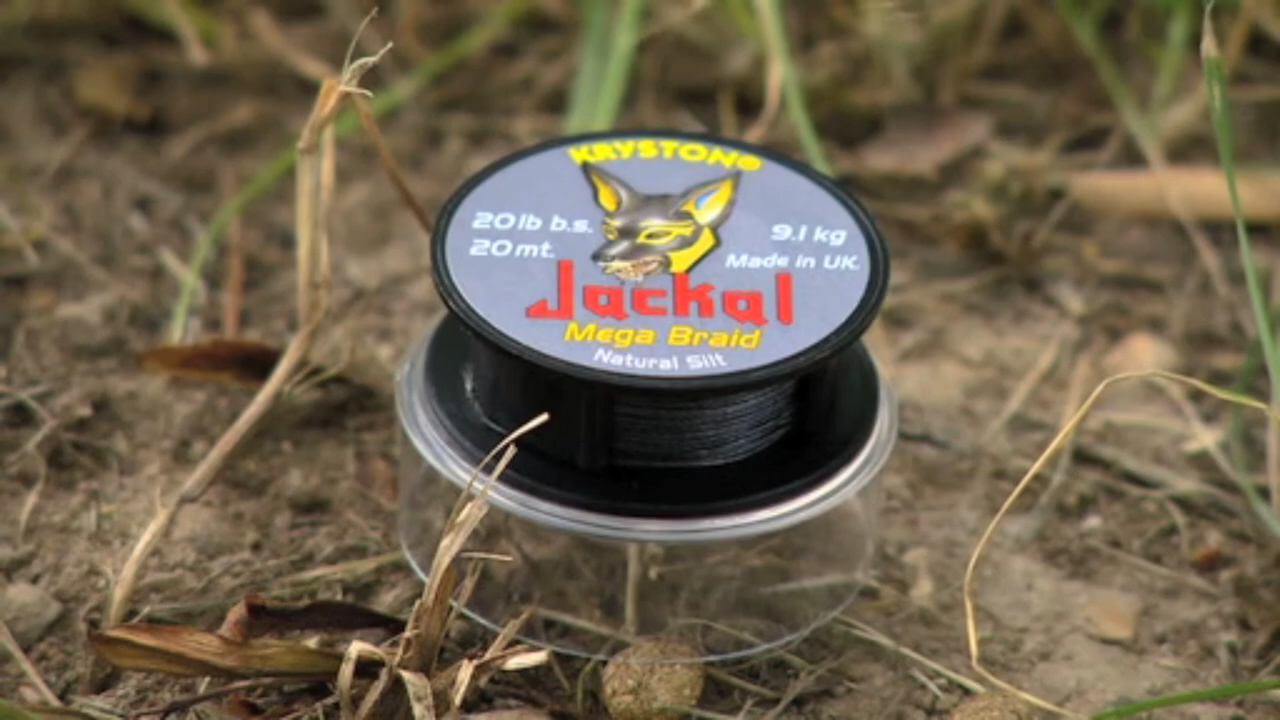 KRYSTON®
20lb b.s.
9.1 kg
20mt.
Made in UK.
Jackal
Mega Braid
Natural Silt